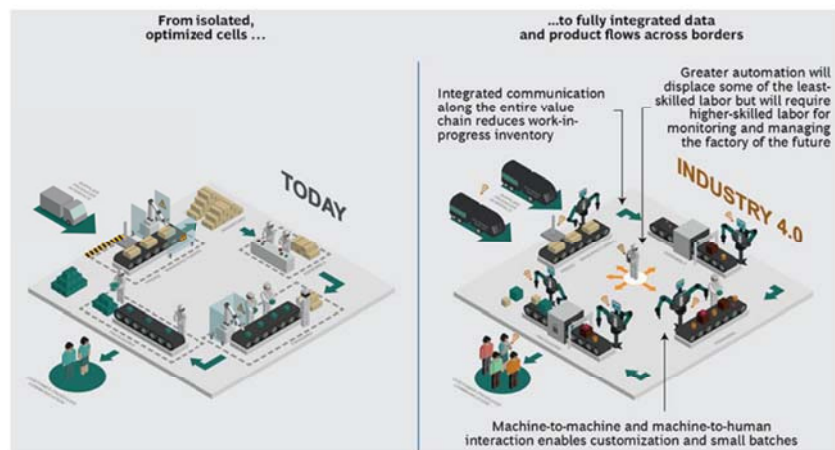 From isolated,
optimized cells ...
...to fully integrated data
and product flows across borders
TODAY
Integrated communication
along the entire value
chain reduces work-in-
progress inventory
Greater automation will
displace some of the least-
skilled labor but will require
higher-skilled labor for
monitoring and managing
the factory of the future
INDUSTRY 4.0
Machine-to-machine and machine-to-human
interaction enables customization and small batches